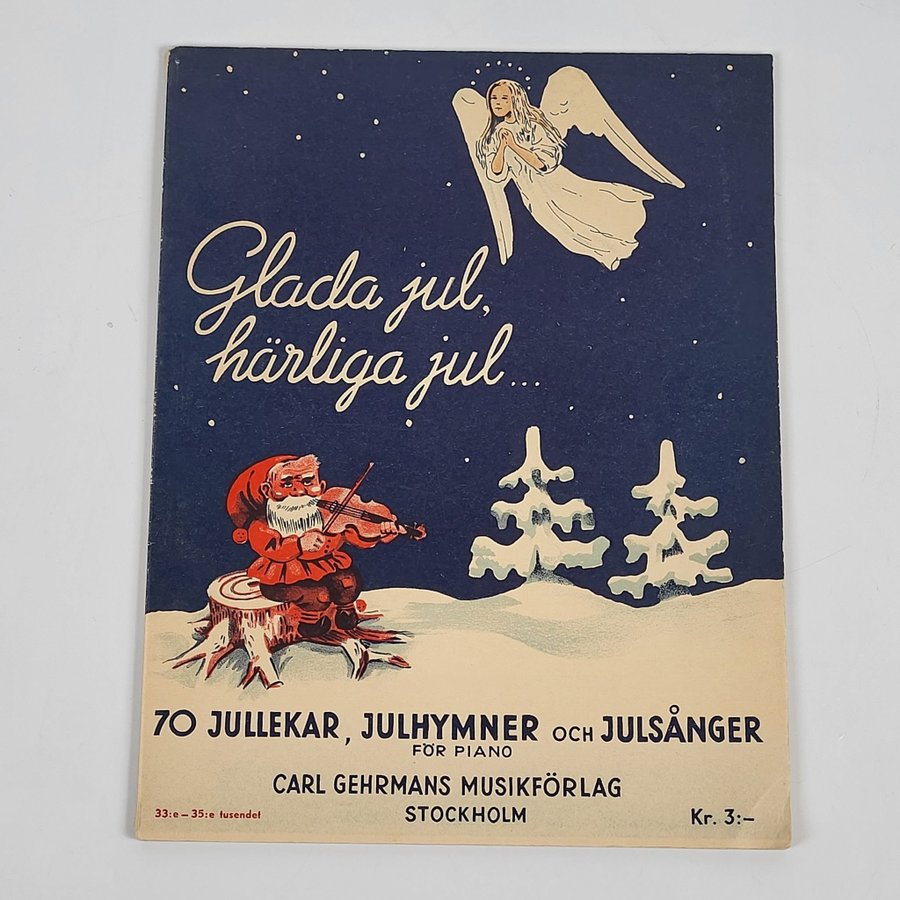 Glada jul,
härliga jul...
70 JULLEKAR, JULHYMNER OCH JULSÅNGER
FÖR PIANO
CARL GEHRMANS MUSIKFÖRLAG
STOCKHOLM
33:e – 35:e tusendet
Kr. 3:–